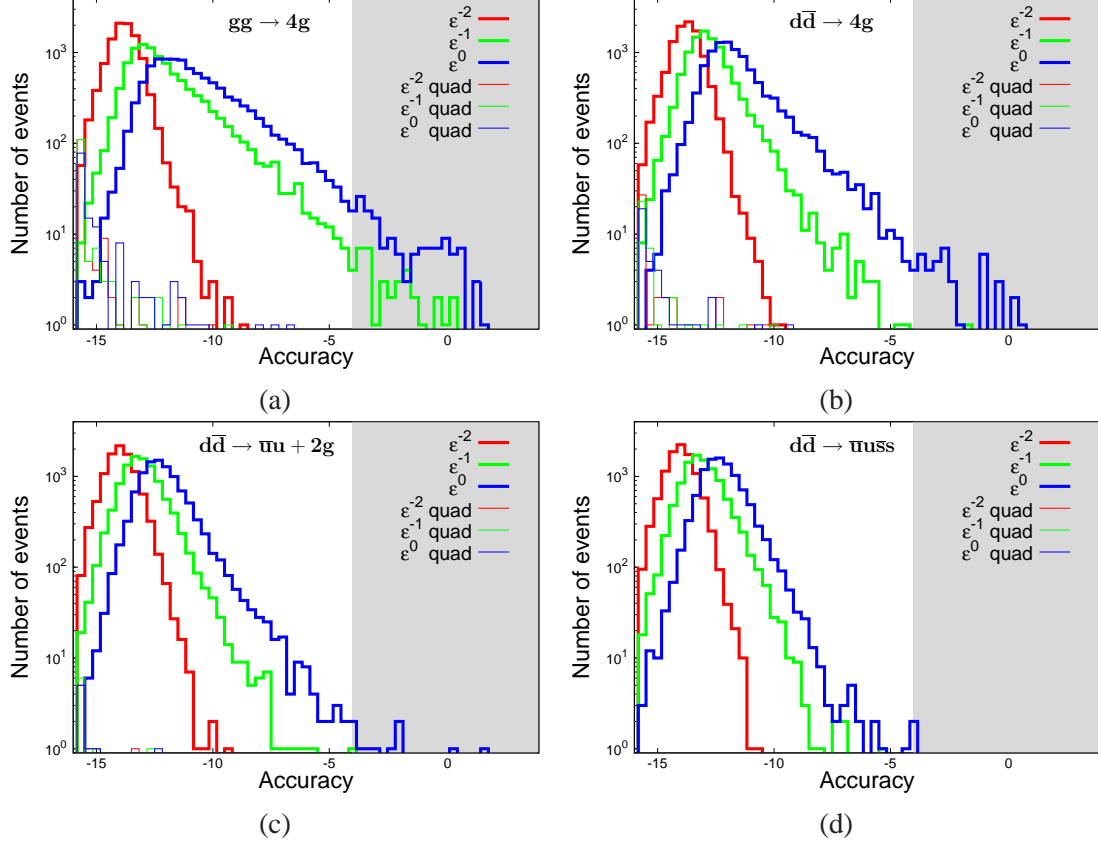 gg → 4g
ε⁻²
ε⁻¹
ε⁰
ε⁻² quad
ε⁻¹ quad
ε⁰ quad
Number of events
10³
10²
10¹
10⁰
-15 -10 -5 0
Accuracy
(a)
dd̅ → 4g
ε⁻²
ε⁻¹
ε⁰
ε⁻² quad
ε⁻¹ quad
ε⁰ quad
Number of events
10³
10²
10¹
10⁰
-15 -10 -5 0
Accuracy
(b)
dd̅ → u̅u + 2g
ε⁻²
ε⁻¹
ε⁰
ε⁻² quad
ε⁻¹ quad
ε⁰ quad
Number of events
10³
10²
10¹
10⁰
-15 -10 -5 0
Accuracy
(c)
dd̅ → u̅us̅s
ε⁻²
ε⁻¹
ε⁰
ε⁻² quad
ε⁻¹ quad
ε⁰ quad
Number of events
10³
10²
10¹
10⁰
-15 -10 -5 0
Accuracy
(d)